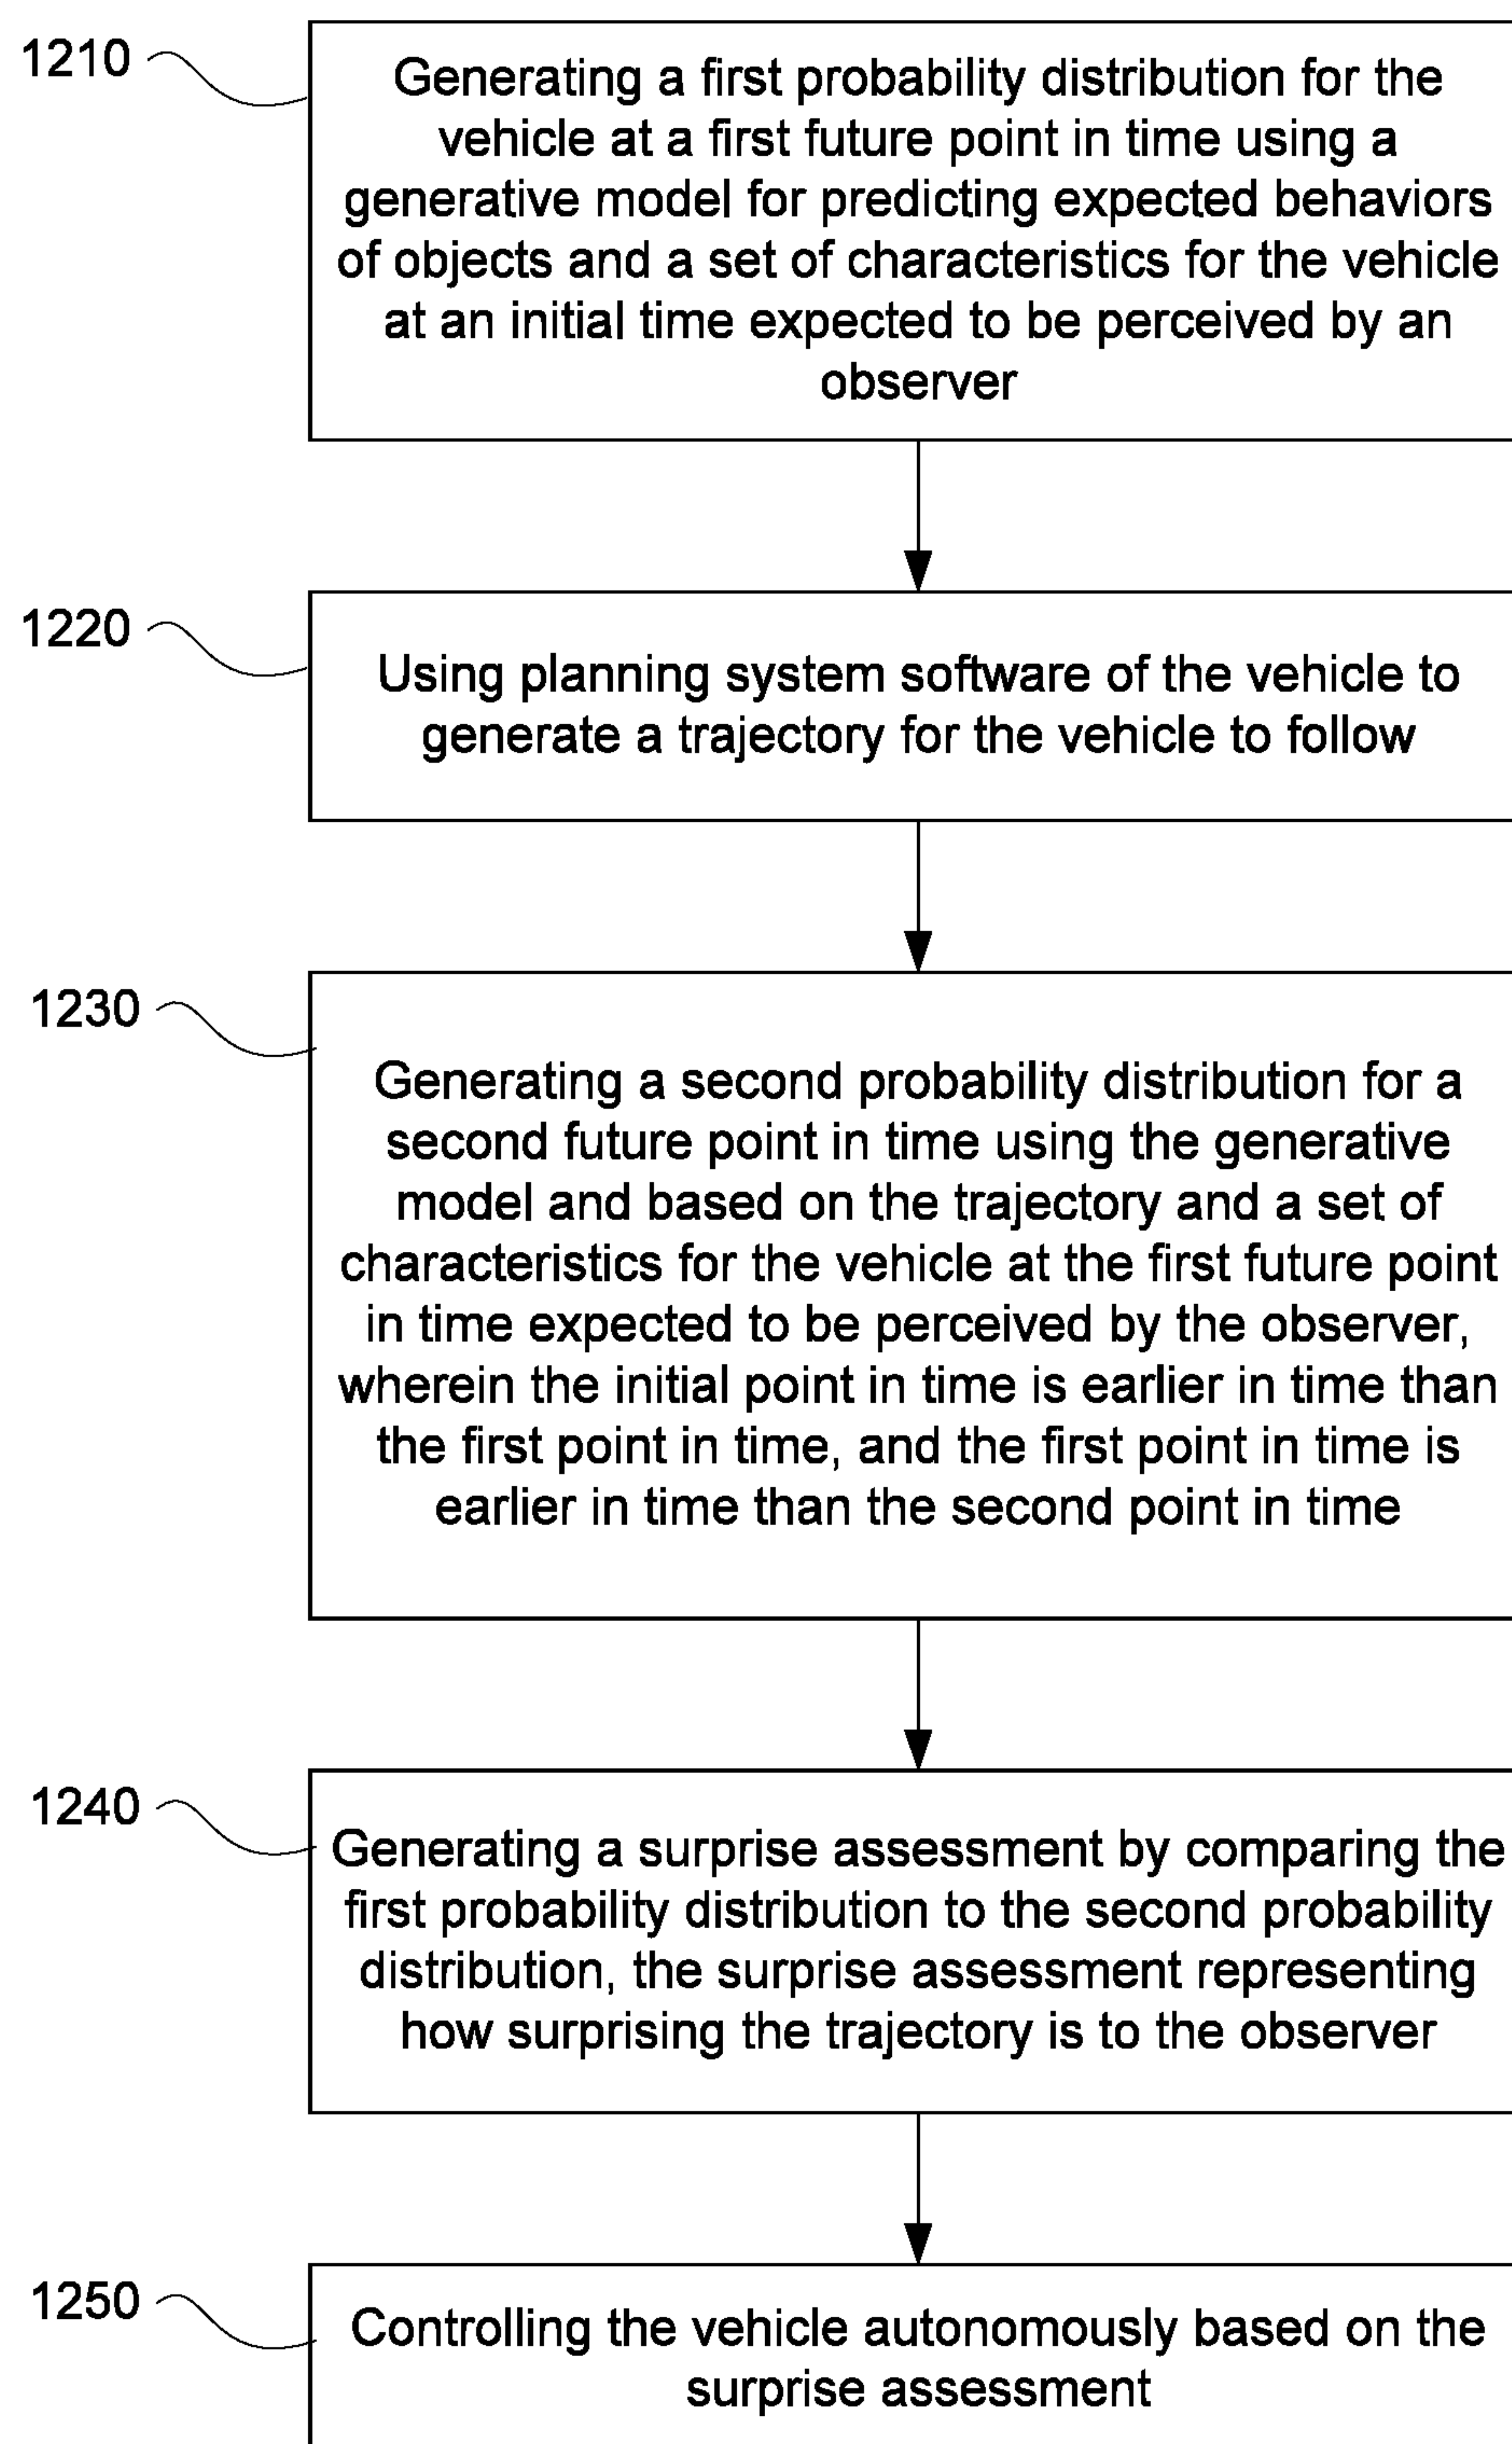 1210
Generating a first probability distribution for the
vehicle at a first future point in time using a
generative model for predicting expected behaviors
of objects and a set of characteristics for the vehicle
at an initial time expected to be perceived by an
observer
1220
Using planning system software of the vehicle to
generate a trajectory for the vehicle to follow
1230
Generating a second probability distribution for a
second future point in time using the generative
model and based on the trajectory and a set of
characteristics for the vehicle at the first future point
in time expected to be perceived by the observer,
wherein the initial point in time is earlier in time than
the first point in time, and the first point in time is
earlier in time than the second point in time
1240
Generating a surprise assessment by comparing the
first probability distribution to the second probability
distribution, the surprise assessment representing
how surprising the trajectory is to the observer
1250
Controlling the vehicle autonomously based on the
surprise assessment